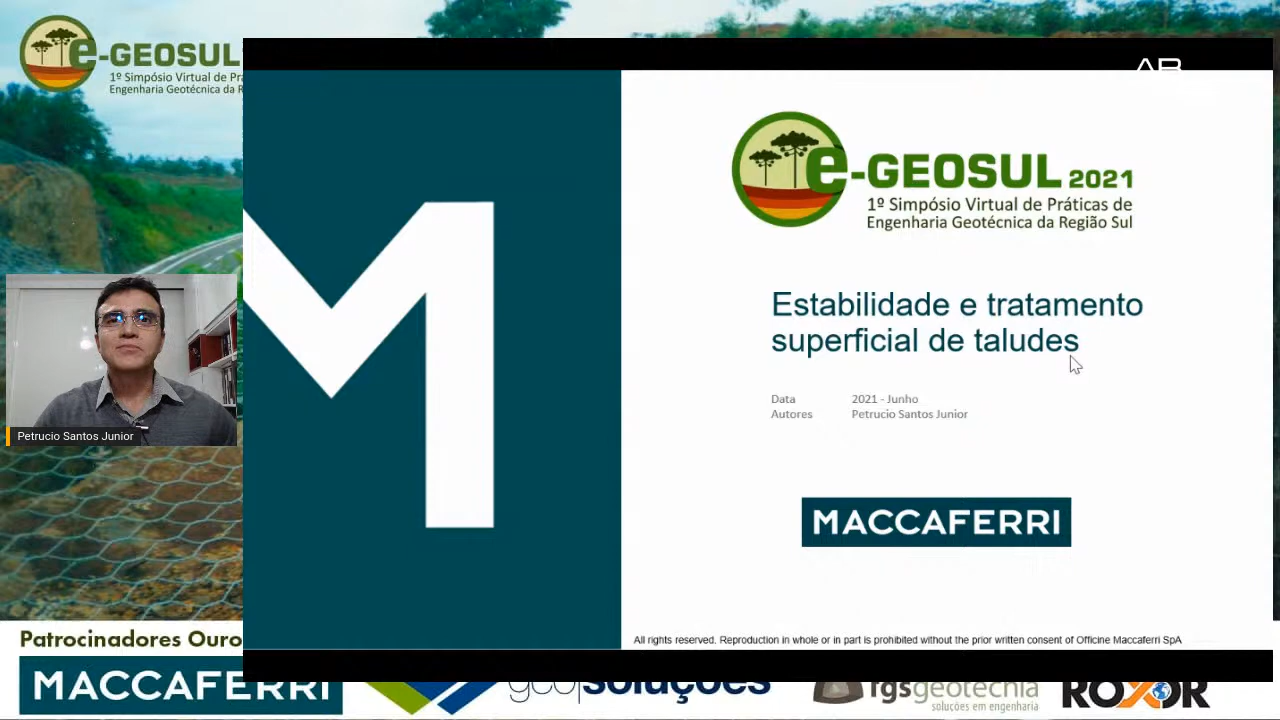 e-GEOSUL
1º Simpósio Virtual de Pr
Engenharia Geotécnica da R
e-GEOSUL 2021
1º Simpósio Virtual de Práticas de
Engenharia Geotécnica da Região Sul
Estabilidade e tratamento
superficial de taludes
Data 2021 - Junho
Autores Petrucio Santos Junior
MACCAFERRI
All rights reserved. Reproduction in whole or in part is prohibited without the prior written consent of Officine Maccaferri SpA
Petrucio Santos Junior
Patrocinadores Ouro
MACCAFERRI
geo|soluções
rgsgeotecnia
soluções em engenharia
ROXOR